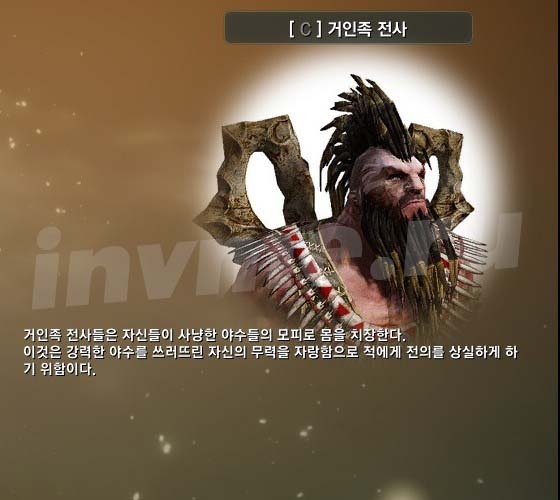 [ C ] 거인족 전사
거인족 전사들은 자신들이 사냥한 야수들의 모피로 몸을 치장한다.
이것은 강력한 야수를 쓰러뜨린 자신의 무력을 자랑함으로 적에게 전의를 상실하게 하
기 위함이다.